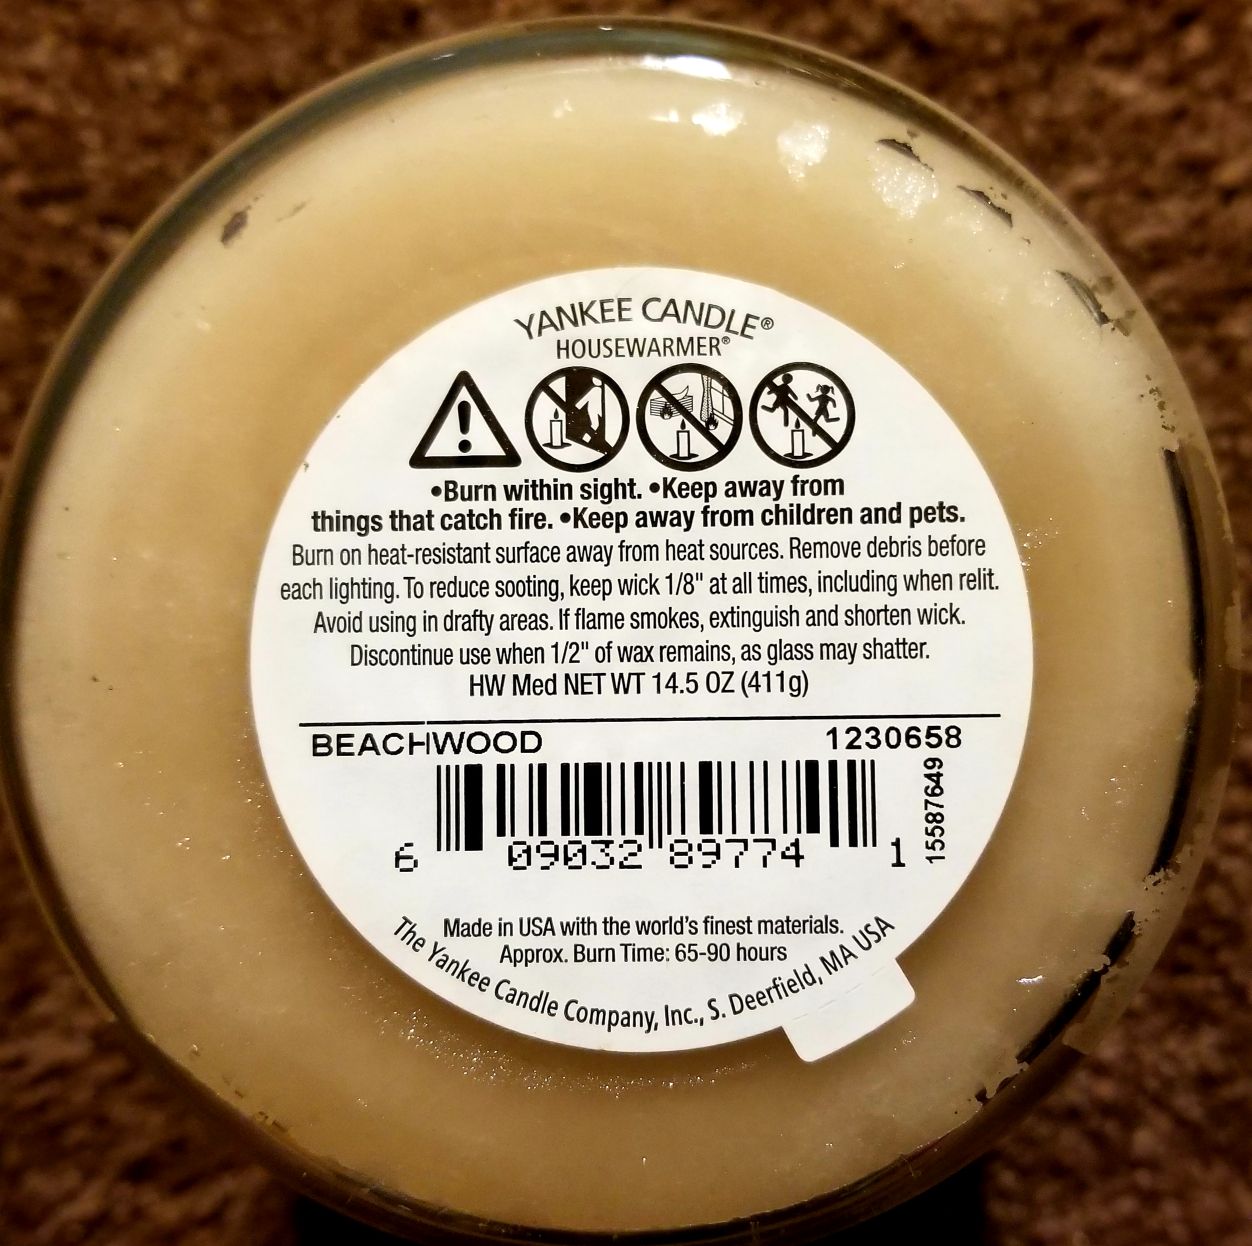 YANKEE CANDLE®
HOUSEWARMER®
•Burn within sight. •Keep away from
things that catch fire. •Keep away from children and pets.
Burn on heat-resistant surface away from heat sources. Remove debris before
each lighting. To reduce sooting, keep wick 1/8" at all times, including when relit.
Avoid using in drafty areas. If flame smokes, extinguish and shorten wick.
Discontinue use when 1/2" of wax remains, as glass may shatter.
HW Med NET WT 14.5 OZ (411g)
BEACHWOOD 1230658
15587649
6 09032 89774 1
Made in USA with the world's finest materials.
Approx. Burn Time: 65-90 hours
The Yankee Candle Company, Inc., S. Deerfield, MA USA